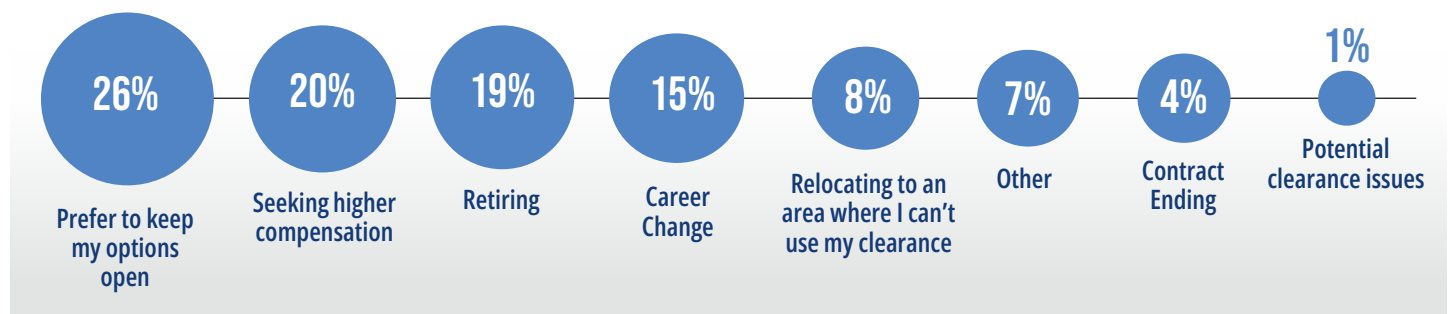 26%
Prefer to keep
my options
open
20%
Seeking higher
compensation
19%
Retiring
15%
Career
Change
8%
Relocating to an
area where I can’t
use my clearance
7%
Other
4%
Contract
Ending
1%
Potential
clearance issues